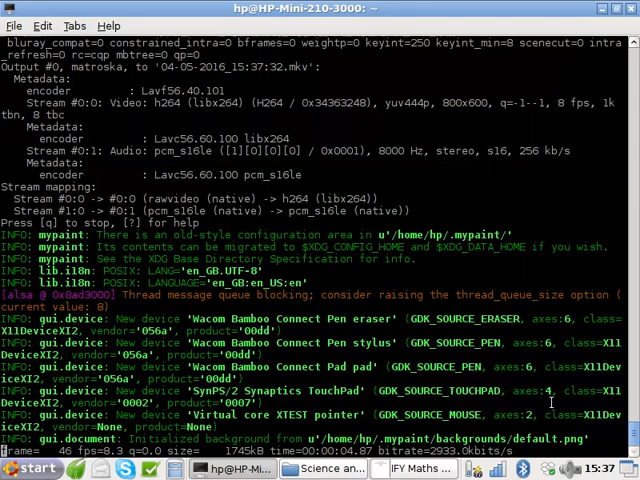 hp@HP-Mini-210-3000: ~
File Edit Tabs Help
bluray_compat=0 constrained_intra=0 bframes=0 weightp=0 keyint=250 keyint_min=8 scenecut=0 intra
_refresh=0 rc=cqp mbtree=0 qp=0
Output #0, matroska, to '04-05-2016_15:37:32.mkv':
Metadata:
encoder : Lavf56.40.101
Stream #0:0: Video: h264 (libx264) (H264 / 0x34363248), yuv444p, 800x600, q=-1--1, 8 fps, 1k
tbn, 8 tbc
Metadata:
encoder : Lavc56.60.100 libx264
Stream #0:1: Audio: pcm_s16le ([1][0][0][0] / 0x0001), 8000 Hz, stereo, s16, 256 kb/s
Metadata:
encoder : Lavc56.60.100 pcm_s16le
Stream mapping:
Stream #0:0 -> #0:0 (rawvideo (native) -> h264 (libx264))
Stream #1:0 -> #0:1 (pcm_s16le (native) -> pcm_s16le (native))
Press [q] to stop, [?] for help
INFO: mypaint: There is an old-style configuration area in u'/home/hp/.mypaint/'
INFO: mypaint: Its contents can be migrated to $XDG_CONFIG_HOME and $XDG_DATA_HOME if you wish.
INFO: mypaint: See the XDG Base Directory Specification for info.
INFO: lib.i18n: POSIX: LANG='en_GB.UTF-8'
INFO: lib.i18n: POSIX: LANGUAGE='en_GB:en_US:en'
[alsa @ 0x8ad3000] Thread message queue blocking; consider raising the thread_queue_size option (
current value: 8)
INFO: gui.device: New device 'Wacom Bamboo Connect Pen eraser' (GDK_SOURCE_ERASER, axes:6, class=
X11DeviceXI2, vendor='056a', product='00dd')
INFO: gui.device: New device 'Wacom Bamboo Connect Pen stylus' (GDK_SOURCE_PEN, axes:6, class=X11
DeviceXI2, vendor='056a', product='00dd')
INFO: gui.device: New device 'Wacom Bamboo Connect Pad pad' (GDK_SOURCE_PEN, axes:6, class=X11Dev
iceXI2, vendor='056a', product='00dd')
INFO: gui.device: New device 'SynPS/2 Synaptics TouchPad' (GDK_SOURCE_TOUCHPAD, axes:4, class=X11
DeviceXI2, vendor='0002', product='0007')
INFO: gui.device: New device 'Virtual core XTEST pointer' (GDK_SOURCE_MOUSE, axes:2, class=X11Dev
iceXI2, vendor=None, product=None)
INFO: gui.document: Initialized background from u'/home/hp/.mypaint/backgrounds/default.png'
frame= 46 fps=8.3 q=0.0 size= 1745kB time=00:00:04.87 bitrate=2933.0kbits/s
start hp@HP-Mi... Science an... IFY Maths ... 15:37